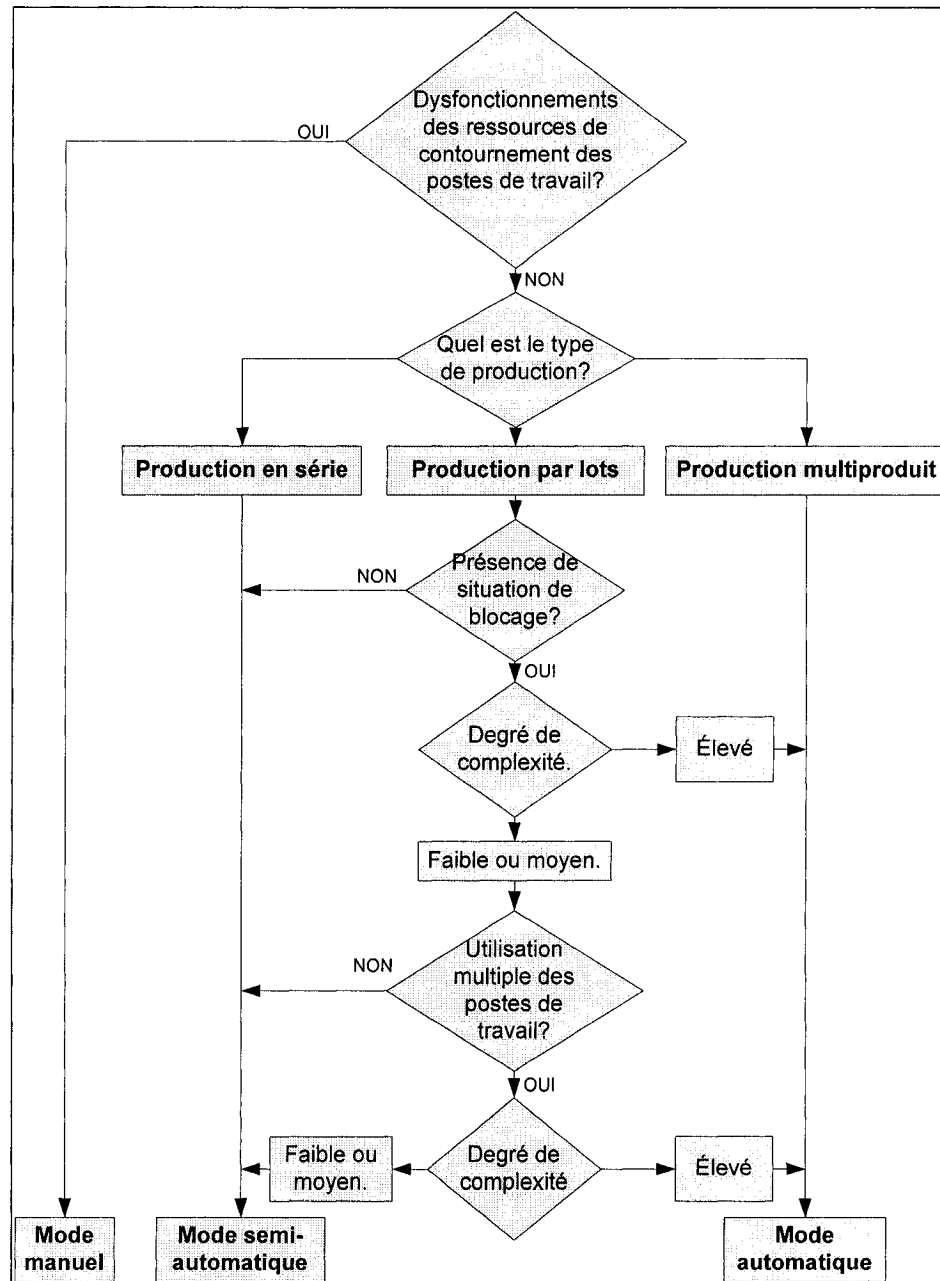 Dysfonctionnements
des ressources de
contournement des
postes de travail?
OUI
NON
Quel est le type
de production?
Production en série
Production par lots
Production multiproduit
Présence de
situation de
blocage?
NON
OUI
Degré de
complexité.
Élevé
Faible ou moyen.
Utilisation
multiple des
postes de
travail?
NON
OUI
Faible ou
moyen.
Degré de
complexité
Élevé
Mode
manuel
Mode semi-
automatique
Mode
automatique